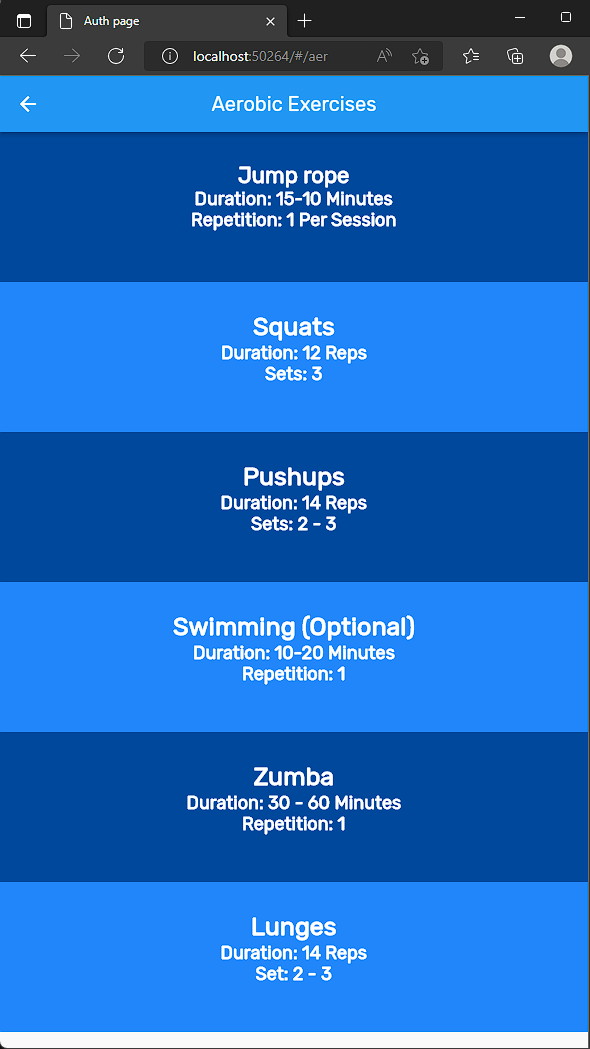 Auth page
localhost:50264/#/aer
Aerobic Exercises
Jump rope
Duration: 15-10 Minutes
Repetition: 1 Per Session
Squats
Duration: 12 Reps
Sets: 3
Pushups
Duration: 14 Reps
Sets: 2 - 3
Swimming (Optional)
Duration: 10-20 Minutes
Repetition: 1
Zumba
Duration: 30 - 60 Minutes
Repetition: 1
Lunges
Duration: 14 Reps
Set: 2 - 3